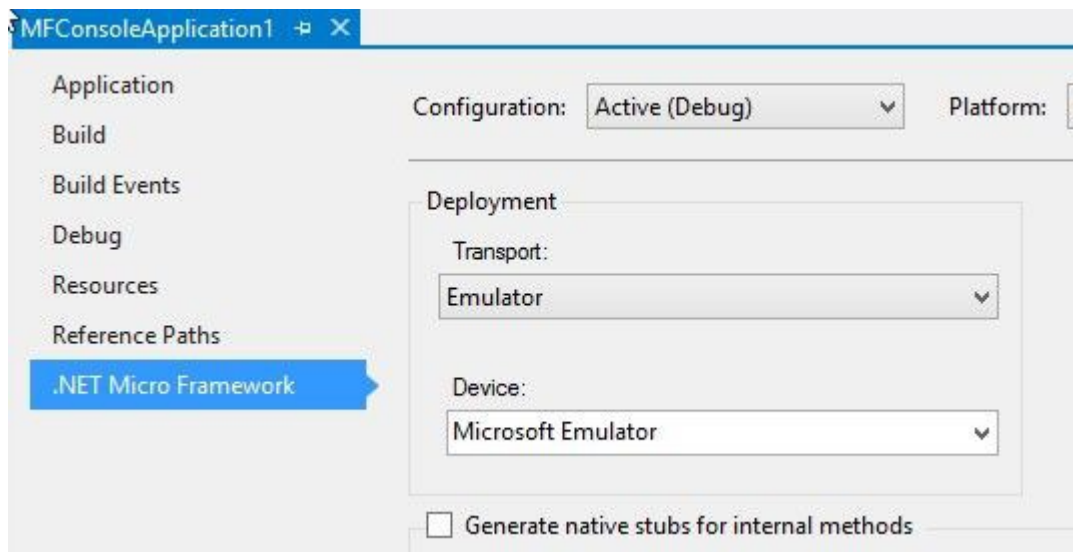 MFConsoleApplication1
Application
Build
Build Events
Debug
Resources
Reference Paths
.NET Micro Framework
Configuration: Active (Debug) Platform:
Deployment
Transport:
Emulator
Device:
Microsoft Emulator
Generate native stubs for internal methods